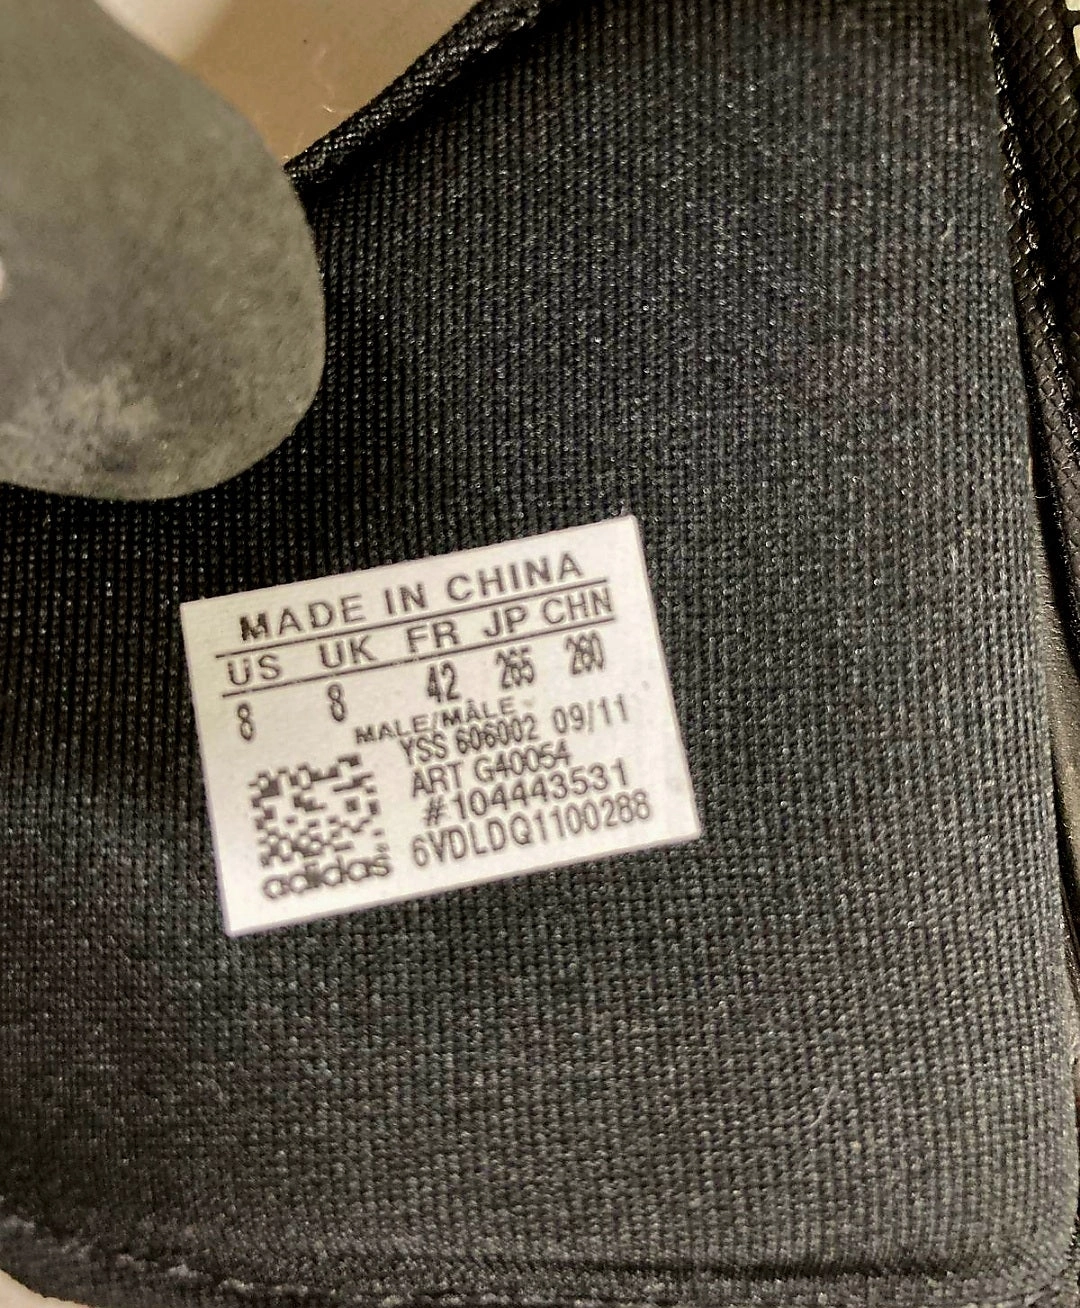 MADE IN CHINA
US UK FR JP CHN
8 8 42 265 260
MALE/MÂLE
YSS 606002 09/11
ART G40054
#104443531
6VDLDQ1100288
adidas